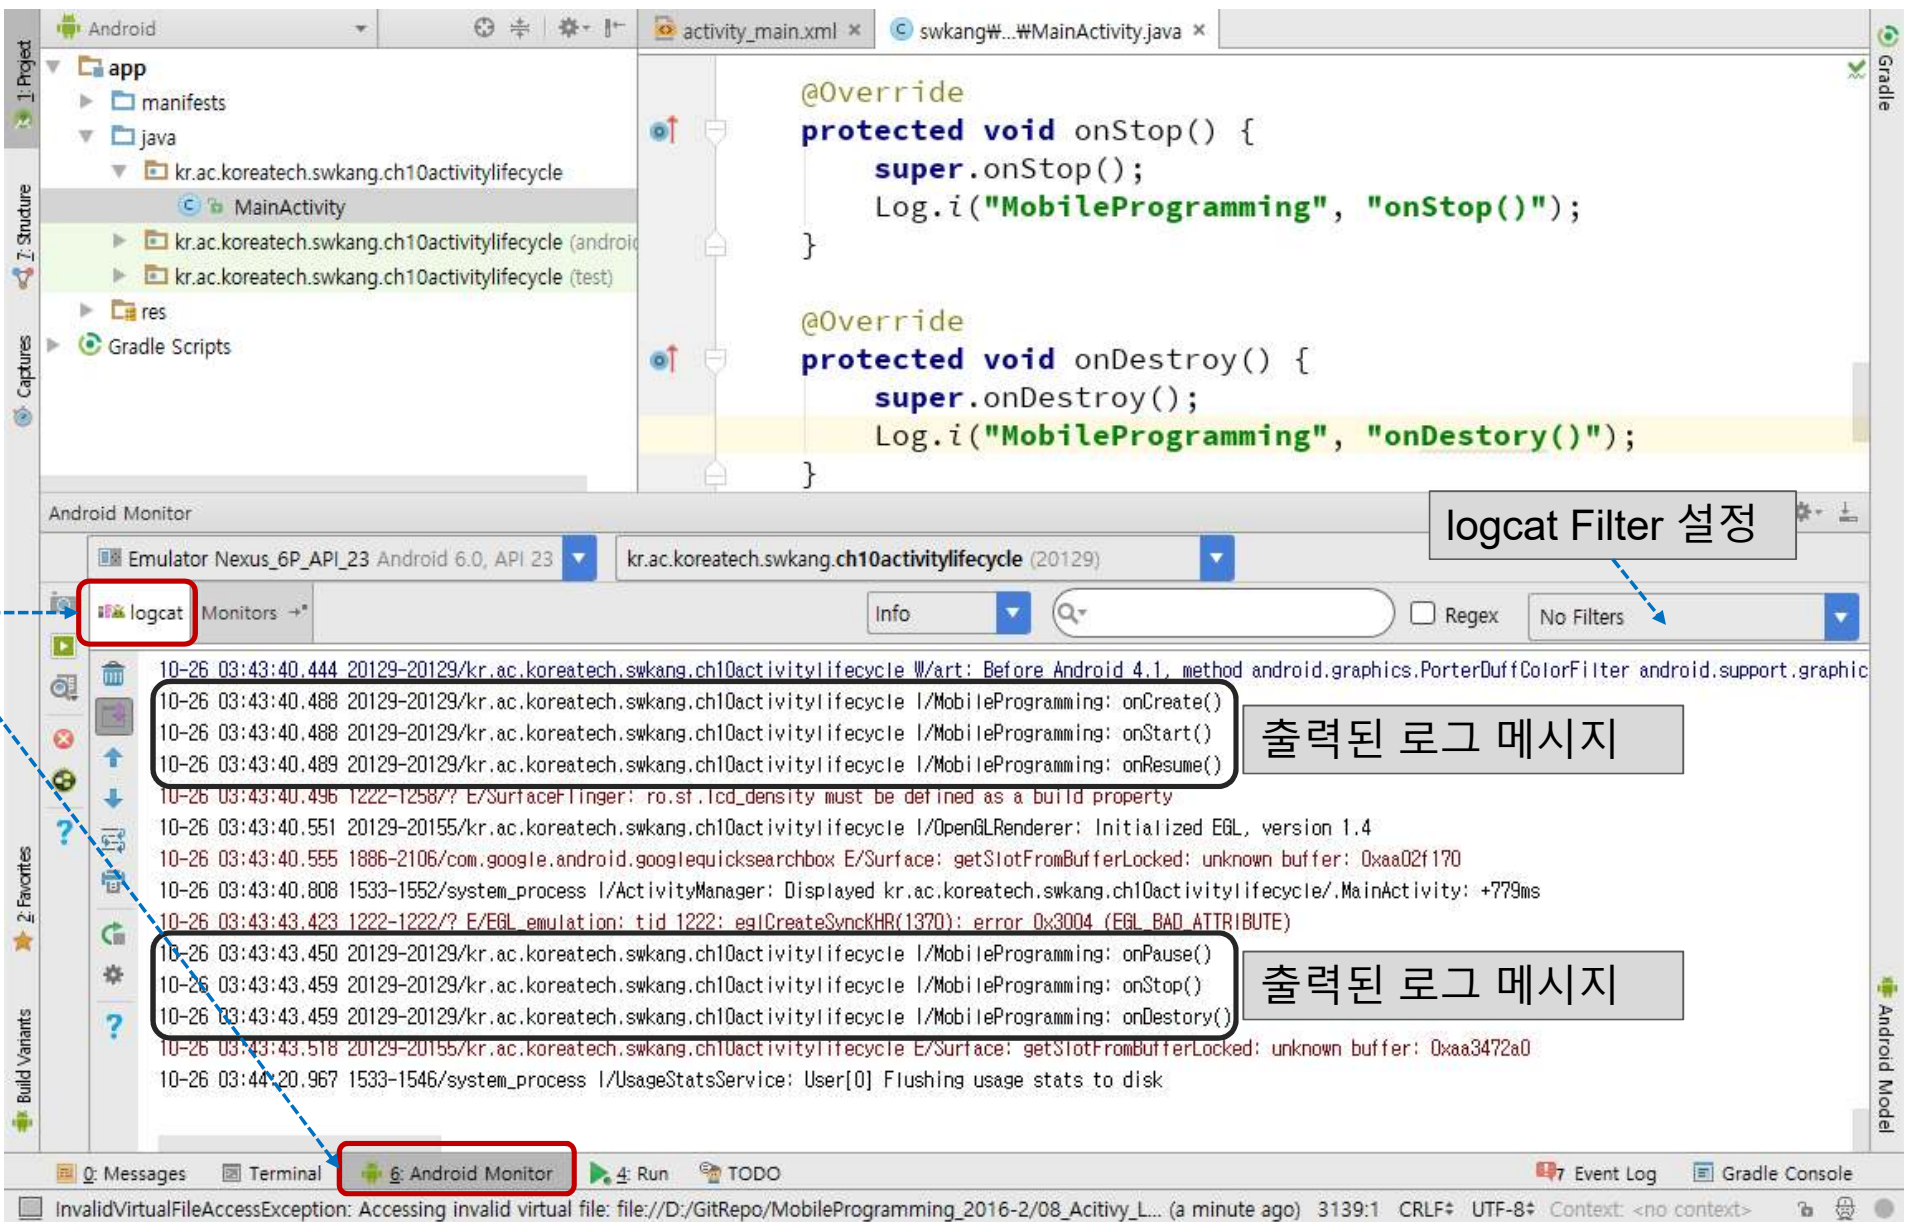 Android
activity_main.xml
swkang₩...₩MainActivity.java
1: Project
app
manifests
java
kr.ac.koreatech.swkang.ch10activitylifecycle
MainActivity
kr.ac.koreatech.swkang.ch10activitylifecycle (androi
kr.ac.koreatech.swkang.ch10activitylifecycle (test)
res
Gradle Scripts
7: Structure
Captures
@Override
protected void onStop() {
super.onStop();
Log.i("MobileProgramming", "onStop()");
}
@Override
protected void onDestroy() {
super.onDestroy();
Log.i("MobileProgramming", "onDestory()");
}
Gradle
Android Monitor
logcat Filter 설정
Emulator Nexus_6P_API_23 Android 6.0, API 23
kr.ac.koreatech.swkang.ch10activitylifecycle (20129)
logcat
Monitors
Info
Regex
No Filters
10-26 03:43:40.444 20129-20129/kr.ac.koreatech.swkang.ch10activitylifecycle W/art: Before Android 4.1, method android.graphics.PorterDuffColorFilter android.support.graphic
10-26 03:43:40.488 20129-20129/kr.ac.koreatech.swkang.ch10activitylifecycle I/MobileProgramming: onCreate()
10-26 03:43:40.488 20129-20129/kr.ac.koreatech.swkang.ch10activitylifecycle I/MobileProgramming: onStart()
10-26 03:43:40.489 20129-20129/kr.ac.koreatech.swkang.ch10activitylifecycle I/MobileProgramming: onResume()
출력된 로그 메시지
10-26 03:43:40.496 1222-1258/? E/SurfaceFlinger: ro.sf.lcd_density must be defined as a build property
10-26 03:43:40.551 20129-20155/kr.ac.koreatech.swkang.ch10activitylifecycle I/OpenGLRenderer: Initialized EGL, version 1.4
10-26 03:43:40.555 1886-2106/com.google.android.googlequicksearchbox E/Surface: getSlotFromBufferLocked: unknown buffer: 0xaa02f170
10-26 03:43:40.808 1533-1552/system_process I/ActivityManager: Displayed kr.ac.koreatech.swkang.ch10activitylifecycle/.MainActivity: +779ms
10-26 03:43:43.423 1222-1222/? E/EGL_emulation: tid 1222: eglCreateSyncKHR(1370): error 0x3004 (EGL_BAD_ATTRIBUTE)
10-26 03:43:43.450 20129-20129/kr.ac.koreatech.swkang.ch10activitylifecycle I/MobileProgramming: onPause()
10-26 03:43:43.459 20129-20129/kr.ac.koreatech.swkang.ch10activitylifecycle I/MobileProgramming: onStop()
10-26 03:43:43.459 20129-20129/kr.ac.koreatech.swkang.ch10activitylifecycle I/MobileProgramming: onDestory()
출력된 로그 메시지
10-26 03:43:43.518 20129-20155/kr.ac.koreatech.swkang.ch10activitylifecycle E/Surface: getSlotFromBufferLocked: unknown buffer: 0xaa3472a0
10-26 03:44:20.967 1533-1546/system_process I/UsageStatsService: User[0] Flushing usage stats to disk
2: Favorites
Build Variants
Android Model
0: Messages
Terminal
6: Android Monitor
4: Run
TODO
7 Event Log
Gradle Console
InvalidVirtualFileAccessException: Accessing invalid virtual file: file://D:/GitRepo/MobileProgramming_2016-2/08_Acitivy_L... (a minute ago)
3139:1
CRLF
UTF-8
Context: <no context>